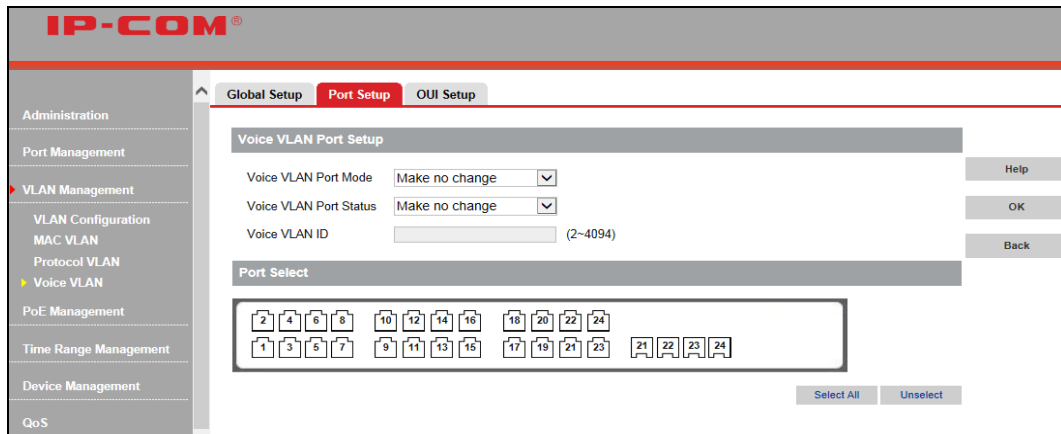 IP-COM®
Global Setup Port Setup OUI Setup
Administration
Port Management
VLAN Management
VLAN Configuration
MAC VLAN
Protocol VLAN
Voice VLAN
PoE Management
Time Range Management
Device Management
QoS
Voice VLAN Port Setup
Voice VLAN Port Mode Make no change
Voice VLAN Port Status Make no change
Voice VLAN ID (2~4094)
Port Select
2 4 6 8 10 12 14 16 18 20 22 24
1 3 5 7 9 11 13 15 17 19 21 23 21 22 23 24
Select All Unselect
Help
OK
Back